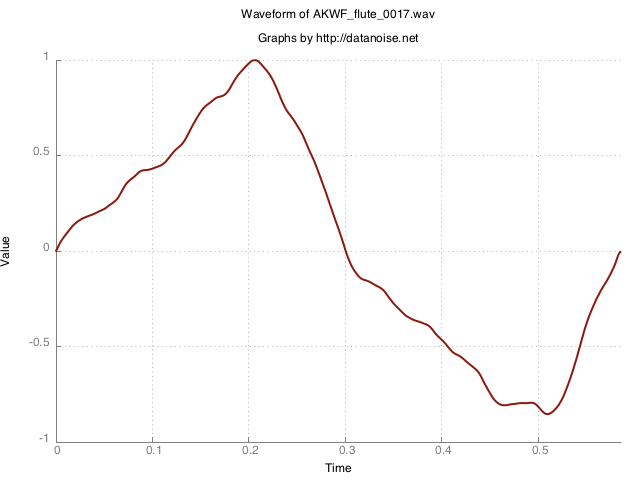 Waveform of AKWF_flute_0017.wav
Graphs by http://datanoise.net
1
0.5
0
-0.5
-1
Value
0 0.1 0.2 0.3 0.4 0.5
Time